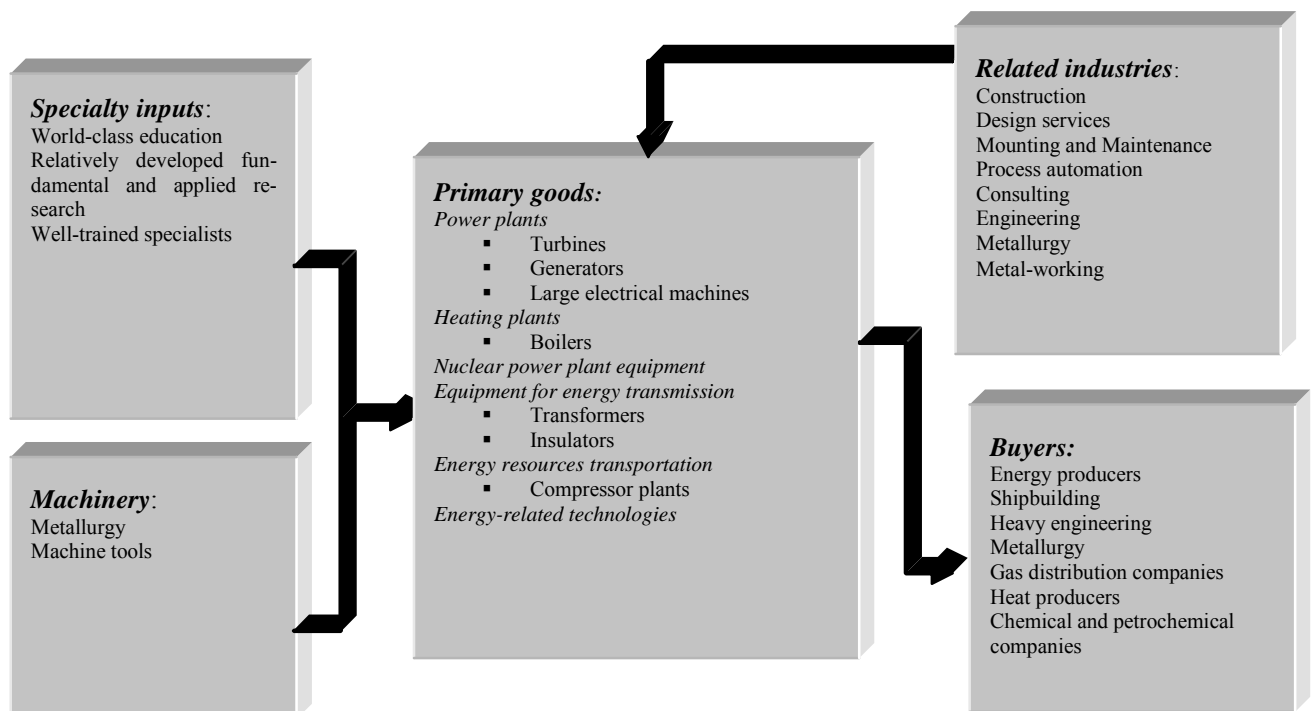 Specialty inputs:
World-class education
Relatively developed fun-
damental and applied re-
search
Well-trained specialists
Machinery:
Metallurgy
Machine tools
Primary goods:
Power plants
▪ Turbines
▪ Generators
▪ Large electrical machines
Heating plants
▪ Boilers
Nuclear power plant equipment
Equipment for energy transmission
▪ Transformers
▪ Insulators
Energy resources transportation
▪ Compressor plants
Energy-related technologies
Related industries:
Construction
Design services
Mounting and Maintenance
Process automation
Consulting
Engineering
Metallurgy
Metal-working
Buyers:
Energy producers
Shipbuilding
Heavy engineering
Metallurgy
Gas distribution companies
Heat producers
Chemical and petrochemical
companies